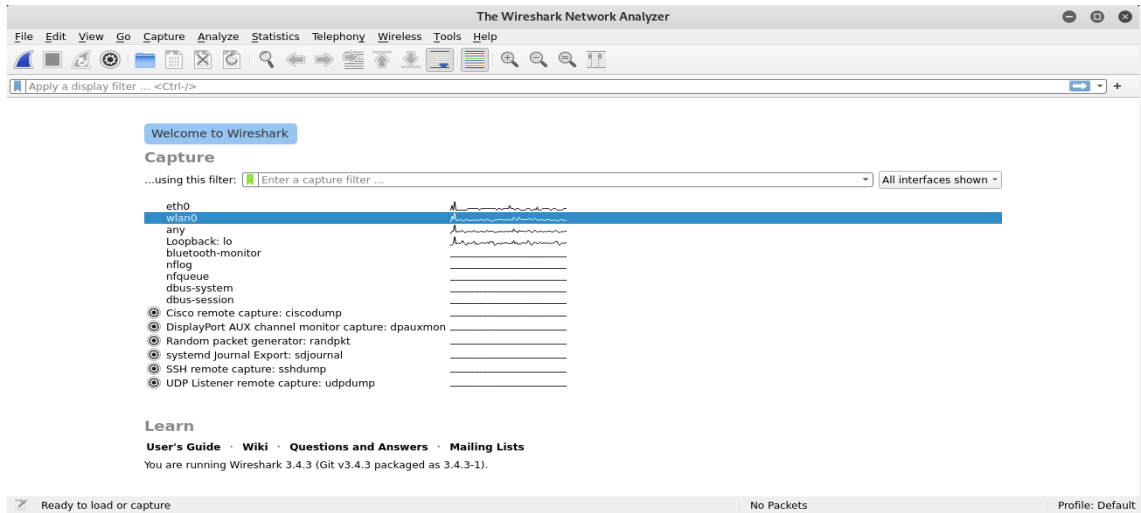 The Wireshark Network Analyzer
File Edit View Go Capture Analyze Statistics Telephony Wireless Tools Help
Apply a display filter ... <Ctrl-/>
+
Welcome to Wireshark
Capture
...using this filter: Enter a capture filter ... All interfaces shown
eth0
wlan0
any
Loopback: lo
bluetooth-monitor
nflog
nfqueue
dbus-system
dbus-session
Cisco remote capture: ciscodump
DisplayPort AUX channel monitor capture: dpauxmon
Random packet generator: randpkt
systemd Journal Export: sdjournal
SSH remote capture: sshdump
UDP Listener remote capture: udpdump
Learn
User's Guide · Wiki · Questions and Answers · Mailing Lists
You are running Wireshark 3.4.3 (Git v3.4.3 packaged as 3.4.3-1).
Ready to load or capture No Packets Profile: Default